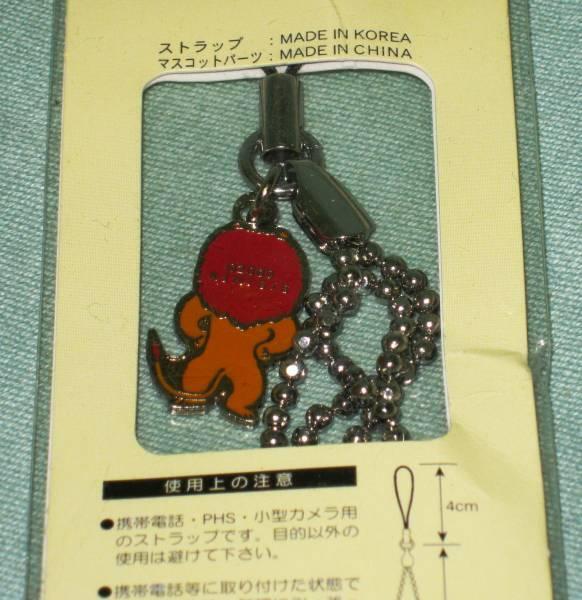 ストラップ : MADE IN KOREA
マスコットパーツ : MADE IN CHINA
使用上の注意
●携帯電話・PHS・小型カメラ用
のストラップです。目的以外の
使用は避けて下さい。
4cm
●携帯電話等に取り付けた状態で